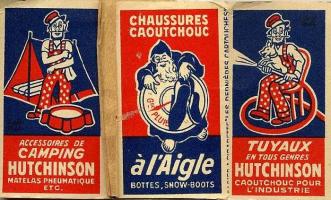 ACCESSOIRES DE
CAMPING
HUTCHINSON
MATELAS PNEUMATIQUE
ETC.
CHAUSSURES
CAOUTCHOUC
à l'Aigle
BOTTES, SNOW-BOOTS
TUYAUX
EN TOUS GENRES
HUTCHINSON
CAOUTCHOUC POUR
L'INDUSTRIE